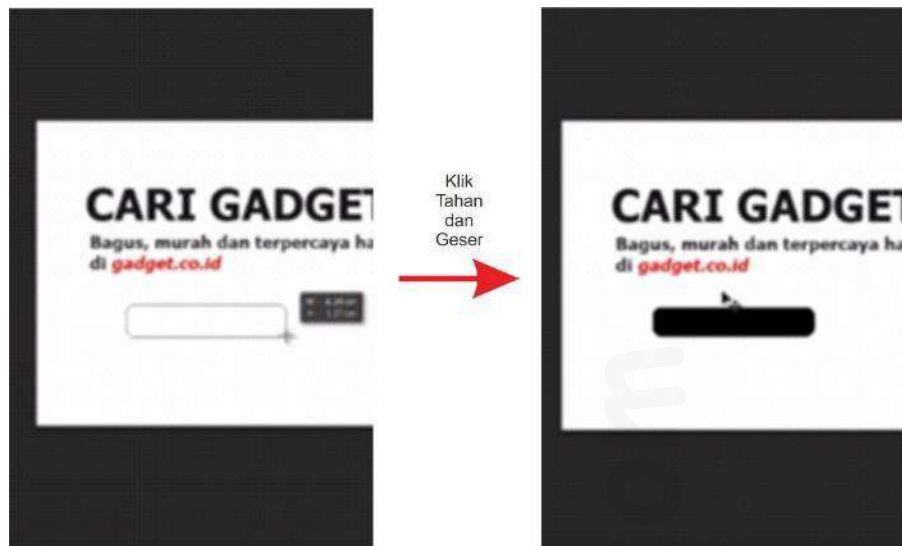 CARI GADGET
Bagus, murah dan terpercaya ha
di gadget.co.id
Klik
Tahan
dan
Geser
CARI GADGET
Bagus, murah dan terpercaya ha
di gadget.co.id